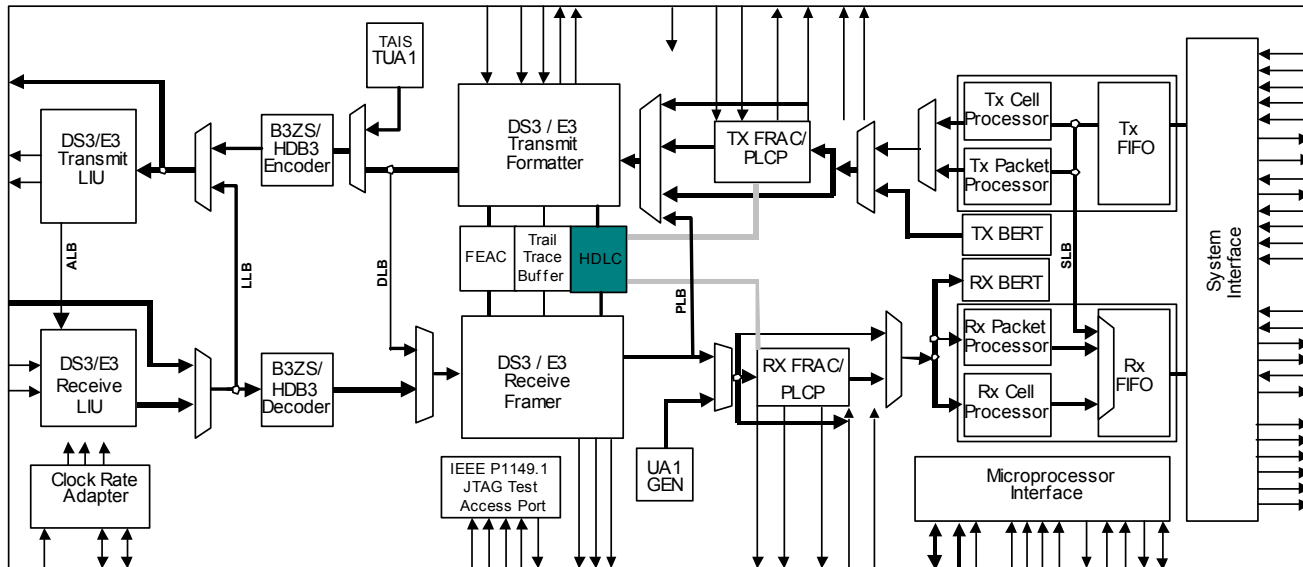 TAIS
TUA1
DS3/E3
Transmit
LIU
B3ZS/
HDB3
Encoder
DS3 / E3
Transmit
Formatter
TX FRAC/
PLCP
Tx Cell
Processor
Tx Packet
Processor
Tx
FIFO
TX BERT
RX BERT
FEAC
Trail
Trace
Buffer
HDLC
ALB
LLB
DLB
PLB
SLB
System
Interface
DS3/E3
Receive
LIU
B3ZS/
HDB3
Decoder
DS3 / E3
Receive
Framer
RX FRAC/
PLCP
Rx Packet
Processor
Rx Cell
Processor
Rx
FIFO
Clock Rate
Adapter
IEEE P1149.1
JTAG Test
Access Port
UA1
GEN
Microprocessor
Interface